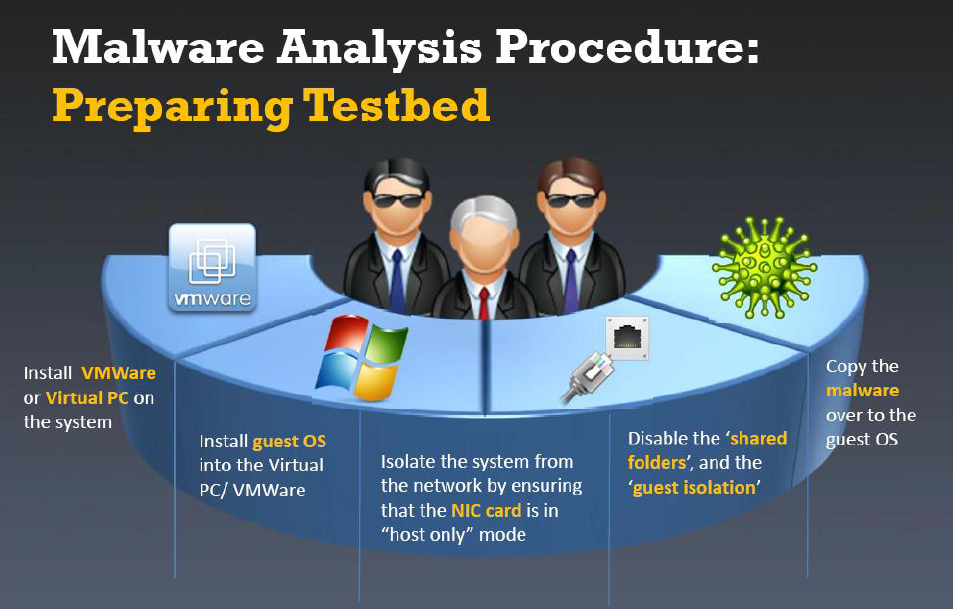 Malware Analysis Procedure:
Preparing Testbed
vmware
Install VMWare
or Virtual PC on
the system
Install guest OS
into the Virtual
PC/ VMWare
Isolate the system from
the network by ensuring
that the NIC card is in
“host only” mode
Disable the ‘shared
folders’, and the
‘guest isolation’
Copy the
malware
over to the
guest OS